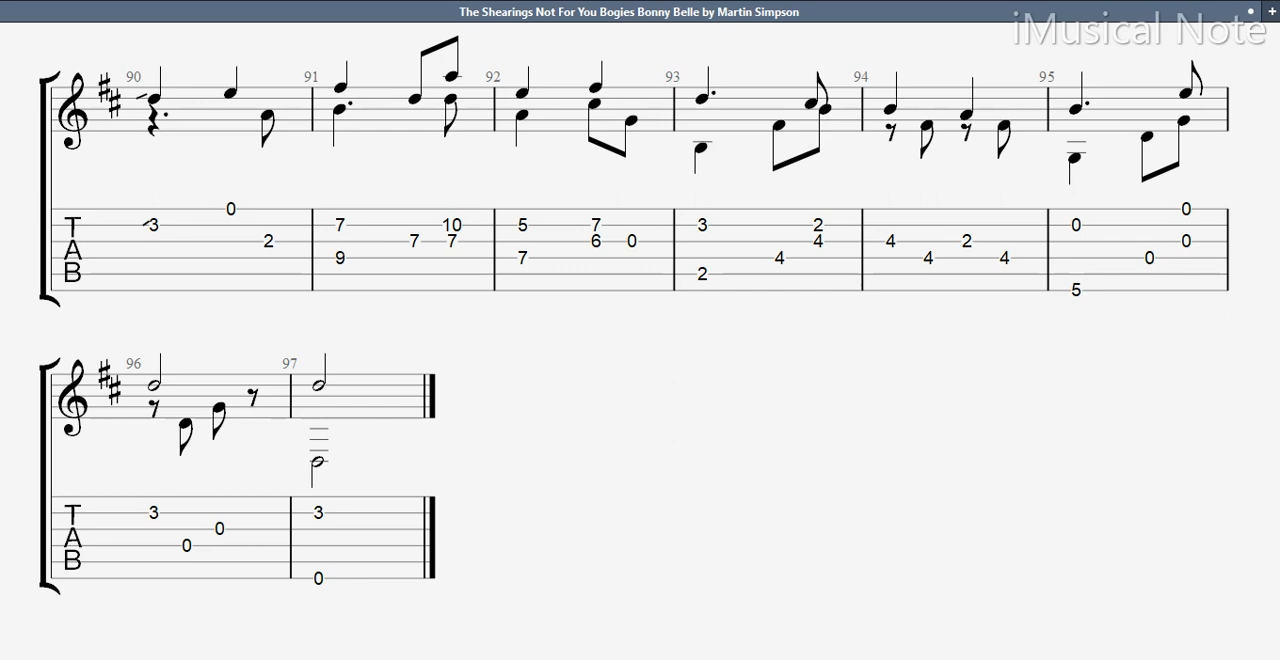 The Shearings Not For You Bogies Bonny Belle by Martin Simpson
iMusical Note
90 91 92 93 94 95
0 0
T 3 7 10 5 7 3 2 0
A 2 7 7 6 0 4 4 2 0
9 7 4 4 4 0
B 2
5
96 97
T 3 3
A 0
0
B
0